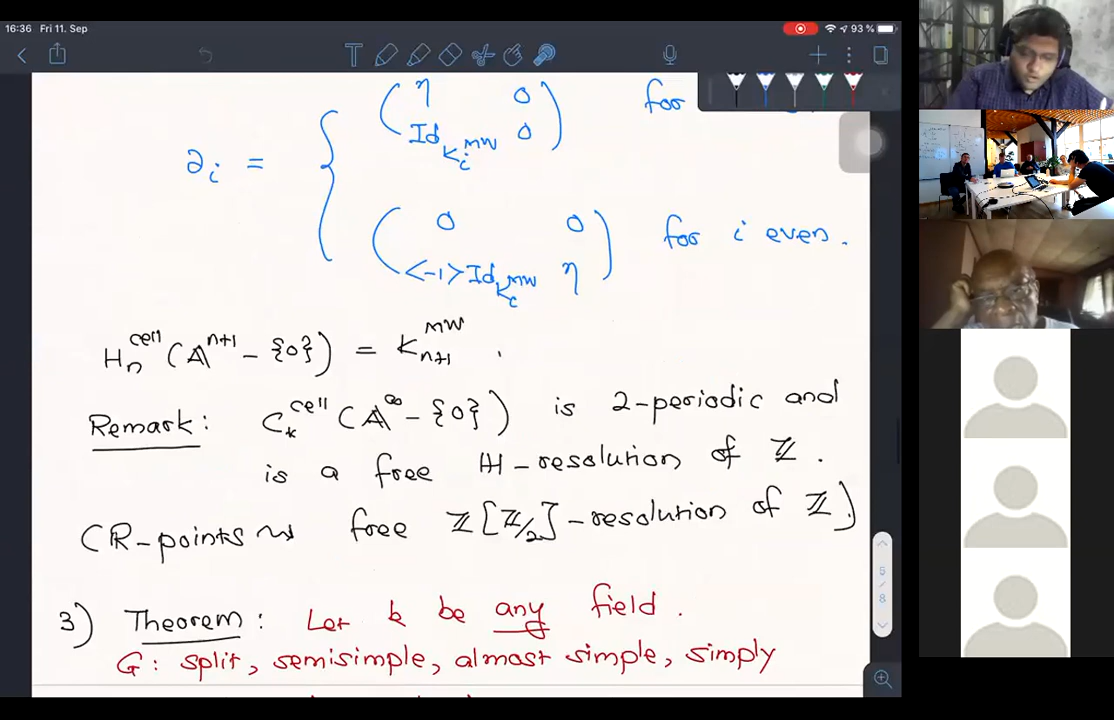 16:36 Fri 11. Sep 93 %
( η 0
Id_{K_i^{MW}} 0 ) for
∂_i = {
( 0 0
<-1>Id_{K_i^{MW}} η ) for i even.
H_n^{cell}(𝔸^{n+1} - {0}) = K_{n+1}^{MW} .
Remark: C_*^{cell}(𝔸^∞ - {0}) is 2-periodic and
is a free ℍ-resolution of ℤ.
(ℝ-points ⇝ free ℤ[ℤ/2]-resolution of ℤ)
3) Theorem: Let k be any field.
G: split, semisimple, almost simple, simply
5/8